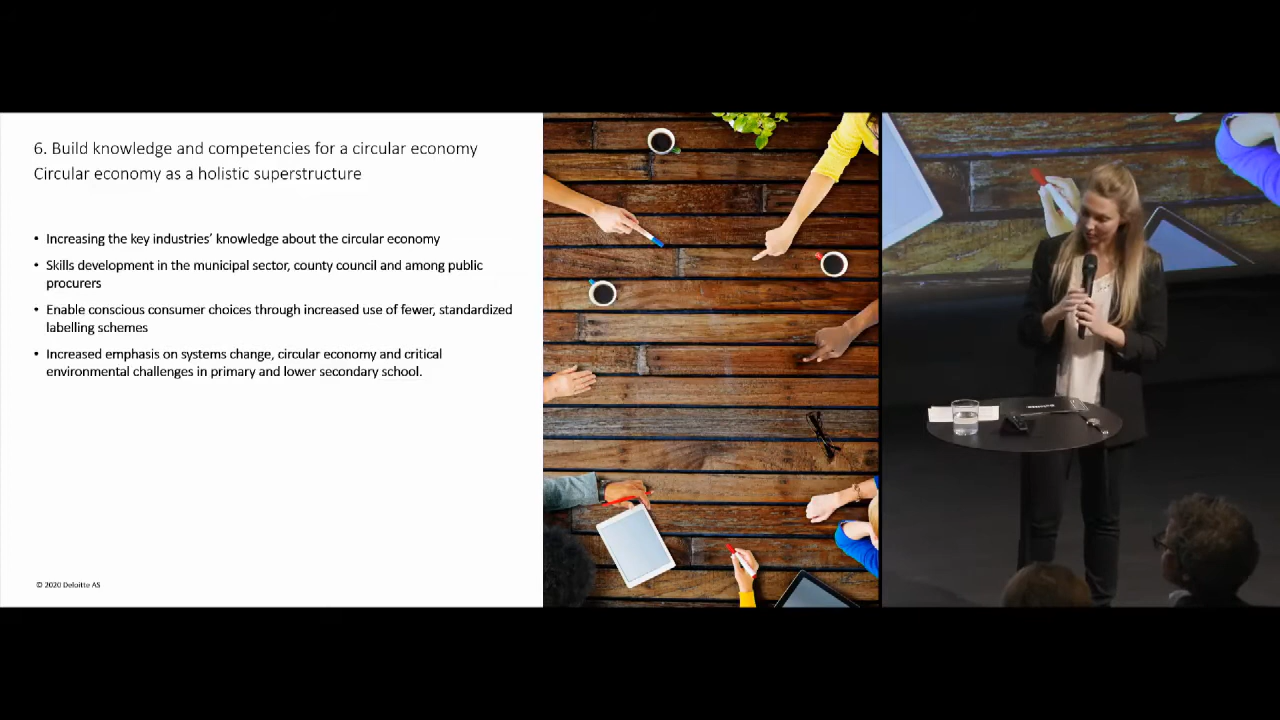 6. Build knowledge and competencies for a circular economy
Circular economy as a holistic superstructure
• Increasing the key industries' knowledge about the circular economy
• Skills development in the municipal sector, county council and among public
procurers
• Enable conscious consumer choices through increased use of fewer, standardized
labelling schemes
• Increased emphasis on systems change, circular economy and critical
environmental challenges in primary and lower secondary school.
© 2020 Deloitte AS